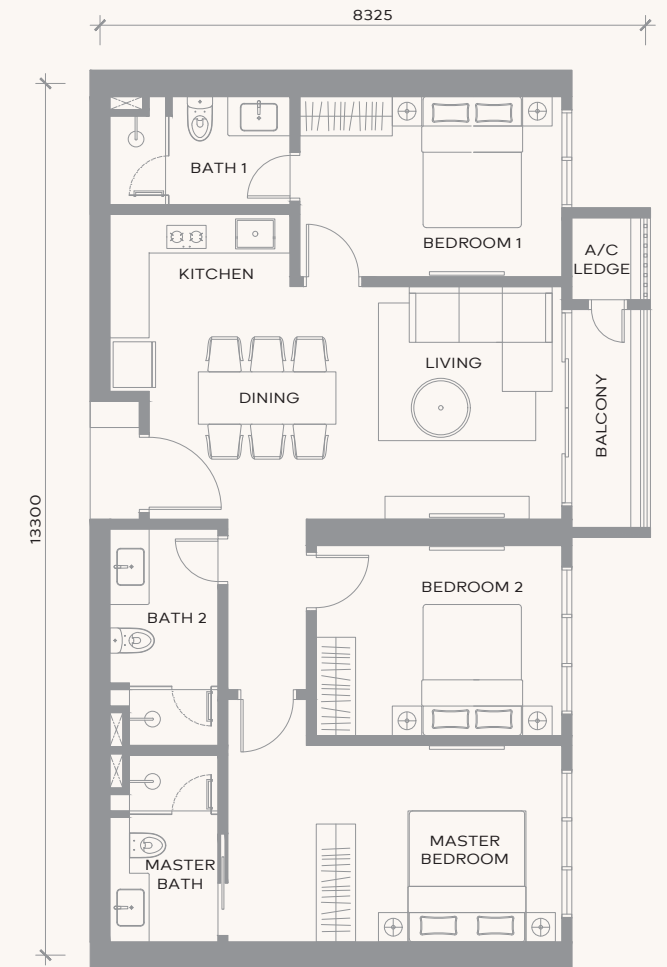 8325
BATH 1
BEDROOM 1
A/C
LEDGE
KITCHEN
LIVING
DINING
BALCONY
13300
BEDROOM 2
BATH 2
MASTER
BEDROOM
MASTER
BATH